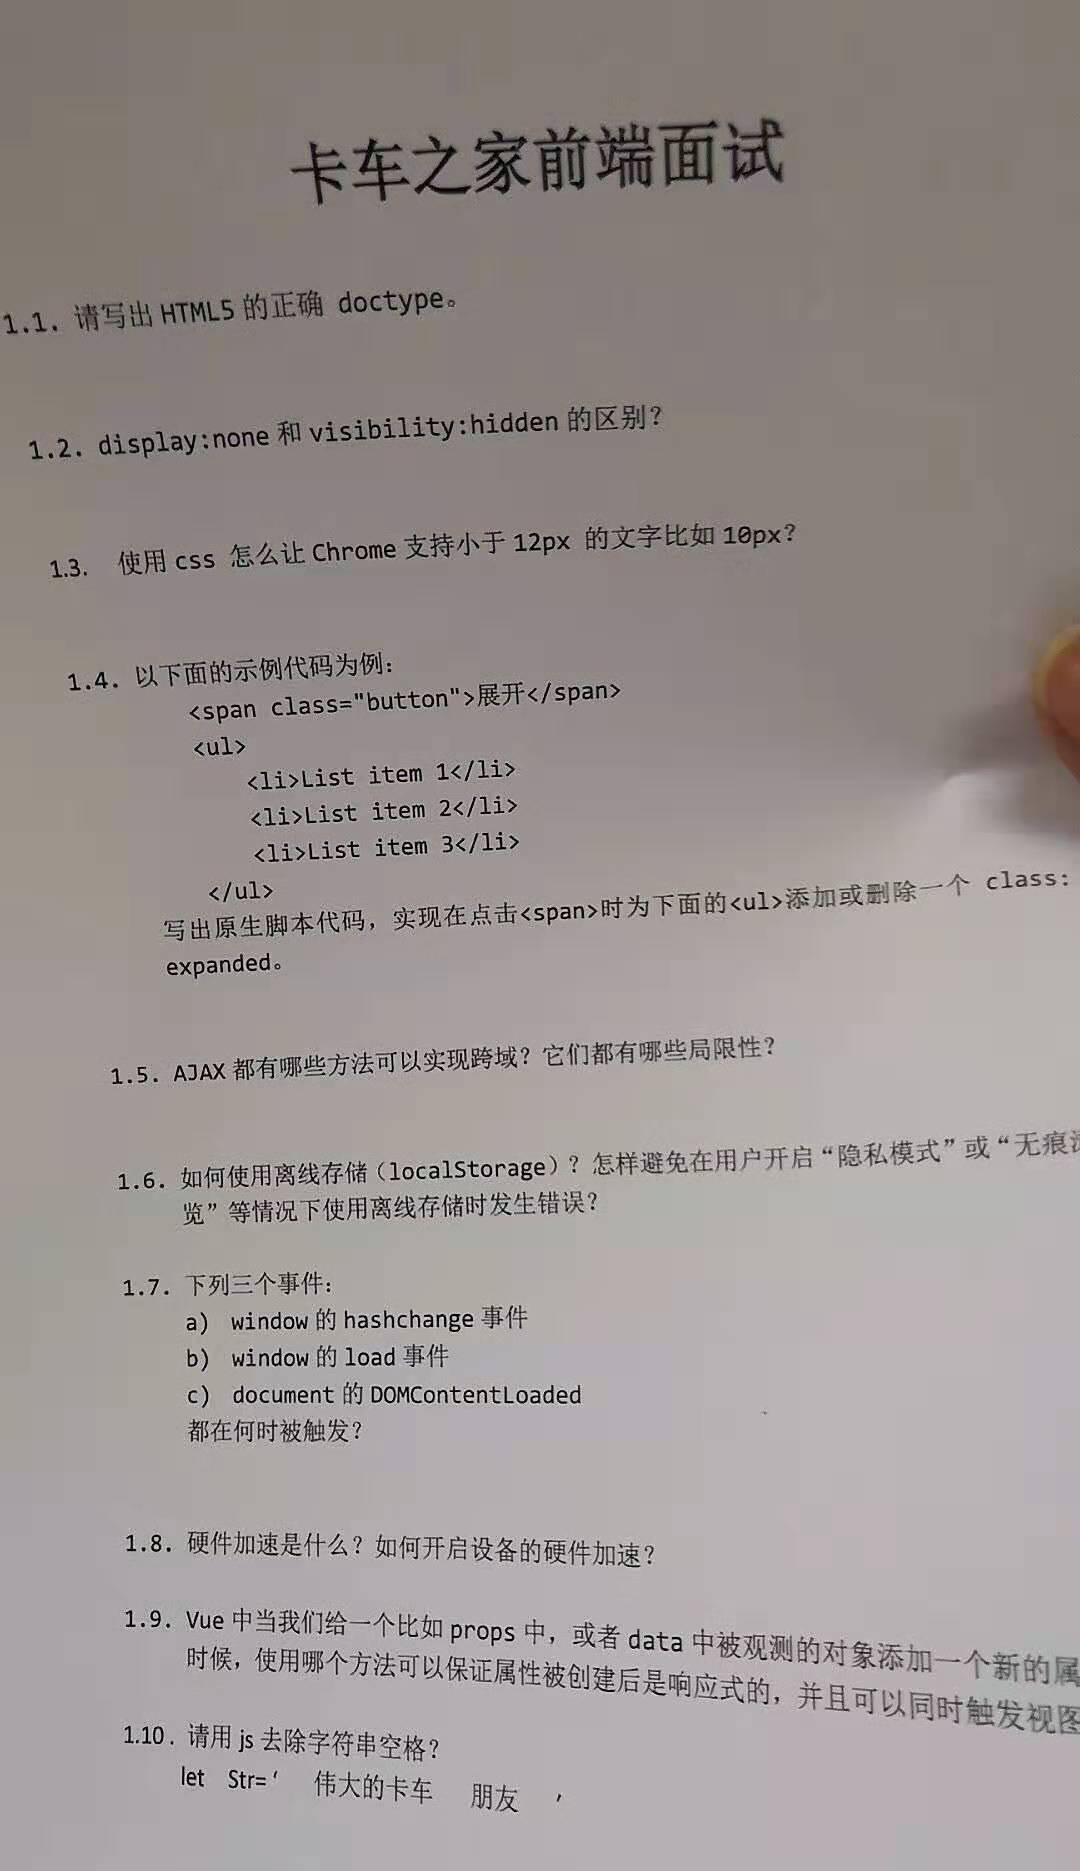 卡车之家前端面试
1.1. 请写出 HTML5 的正确 doctype。
1.2. display:none 和 visibility:hidden 的区别？
1.3. 使用 css 怎么让 Chrome 支持小于 12px 的文字比如 10px？
1.4. 以下面的示例代码为例：
<span class="button">展开</span>
<ul>
<li>List item 1</li>
<li>List item 2</li>
<li>List item 3</li>
</ul>
写出原生脚本代码，实现在点击<span>时为下面的<ul>添加或删除一个 class:
expanded。
1.5. AJAX 都有哪些方法可以实现跨域？它们都有哪些局限性？
1.6. 如何使用离线存储（localStorage）？怎样避免在用户开启“隐私模式”或“无痕
览”等情况下使用离线存储时发生错误？
1.7. 下列三个事件：
a) window 的 hashchange 事件
b) window 的 load 事件
c) document 的 DOMContentLoaded
都在何时被触发？
1.8. 硬件加速是什么？如何开启设备的硬件加速？
1.9. Vue 中当我们给一个比如 props 中，或者 data 中被观测的对象添加一个新的属
时候，使用哪个方法可以保证属性被创建后是响应式的，并且可以同时触发视图
1.10. 请用 js 去除字符串空格？
let Str=‘ 伟大的卡车 朋友 ’